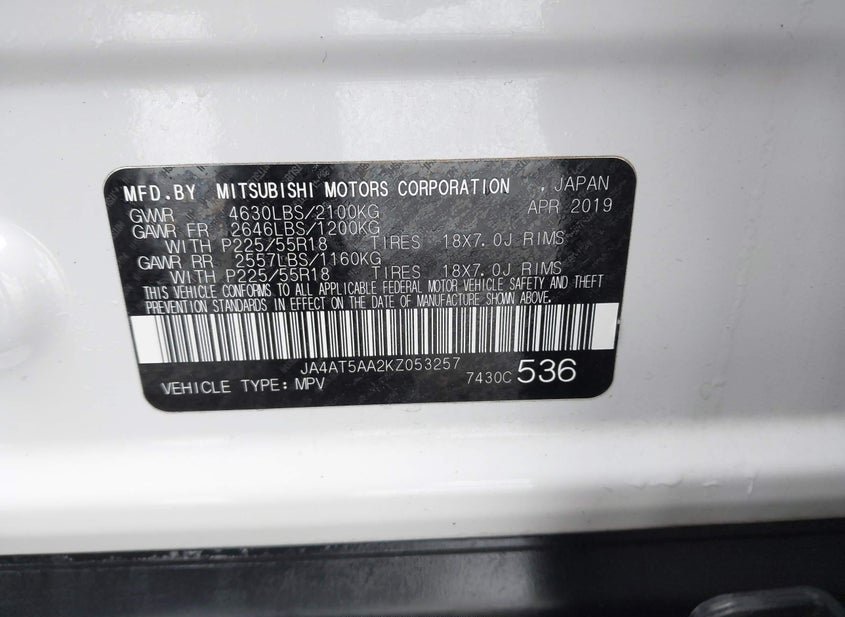 MFD.BY MITSUBISHI MOTORS CORPORATION , JAPAN
GVWR 4630LBS/2100KG APR 2019
GAWR FR 2646LBS/1200KG
WITH P225/55R18 TIRES 18X7.0J RIMS
GAWR RR 2557LBS/1160KG
WITH P225/55R18 TIRES 18X7.0J RIMS
THIS VEHICLE CONFORMS TO ALL APPLICABLE FEDERAL MOTOR VEHICLE SAFETY AND THEFT
PREVENTION STANDARDS IN EFFECT ON THE DATE OF MANUFACTURE SHOWN ABOVE.
JA4AT5AA2KZ053257
VEHICLE TYPE: MPV 7430C 536